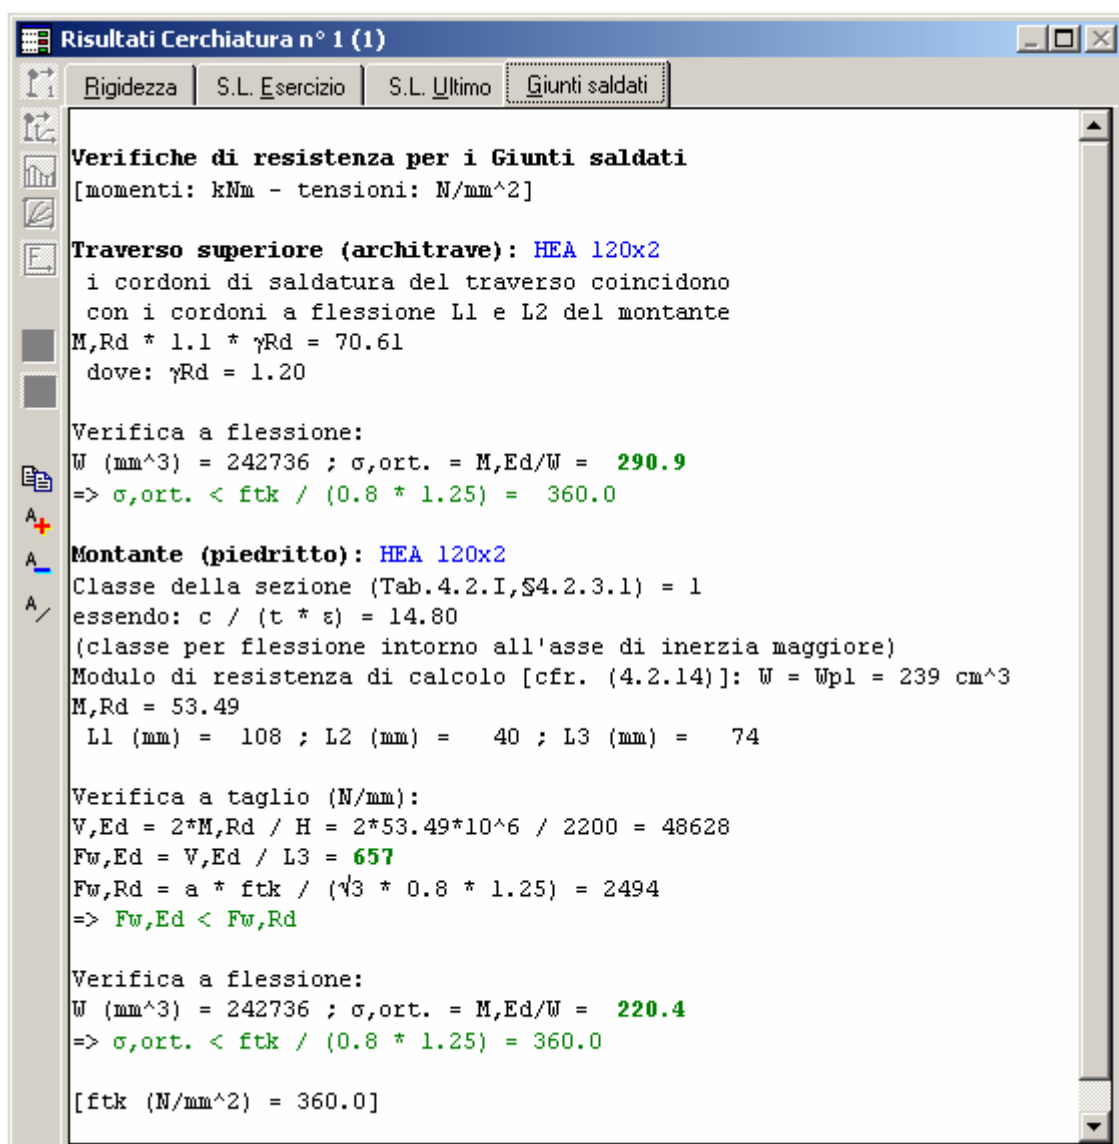 Risultati Cerchiatura n° 1 (1)
Rigidezza
S.L. Esercizio
S.L. Ultimo
Giunti saldati
Verifiche di resistenza per i Giunti saldati
[momenti: kNm - tensioni: N/mm^2]
Traverso superiore (architrave): HEA 120x2
i cordoni di saldatura del traverso coincidono
con i cordoni a flessione L1 e L2 del montante
M,Rd * 1.1 * γRd = 70.61
dove: γRd = 1.20
Verifica a flessione:
W (mm^3) = 242736 ; σ,ort. = M,Ed/W = 290.9
=> σ,ort. < ftk / (0.8 * 1.25) = 360.0
Montante (piedritto): HEA 120x2
Classe della sezione (Tab.4.2.I,§4.2.3.1) = 1
essendo: c / (t * ε) = 14.80
(classe per flessione intorno all'asse di inerzia maggiore)
Modulo di resistenza di calcolo [cfr. (4.2.14)]: W = Wpl = 239 cm^3
M,Rd = 53.49
L1 (mm) = 108 ; L2 (mm) = 40 ; L3 (mm) = 74
Verifica a taglio (N/mm):
V,Ed = 2*M,Rd / H = 2*53.49*10^6 / 2200 = 48628
Fw,Ed = V,Ed / L3 = 657
Fw,Rd = a * ftk / (√3 * 0.8 * 1.25) = 2494
=> Fw,Ed < Fw,Rd
Verifica a flessione:
W (mm^3) = 242736 ; σ,ort. = M,Ed/W = 220.4
=> σ,ort. < ftk / (0.8 * 1.25) = 360.0
[ftk (N/mm^2) = 360.0]